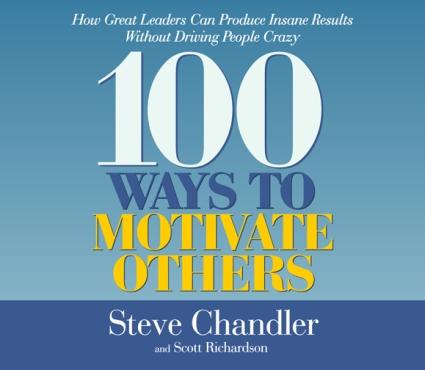 How Great Leaders Can Produce Insane Results
Without Driving People Crazy
100
WAYS TO
MOTIVATE
OTHERS
Steve Chandler
and Scott Richardson